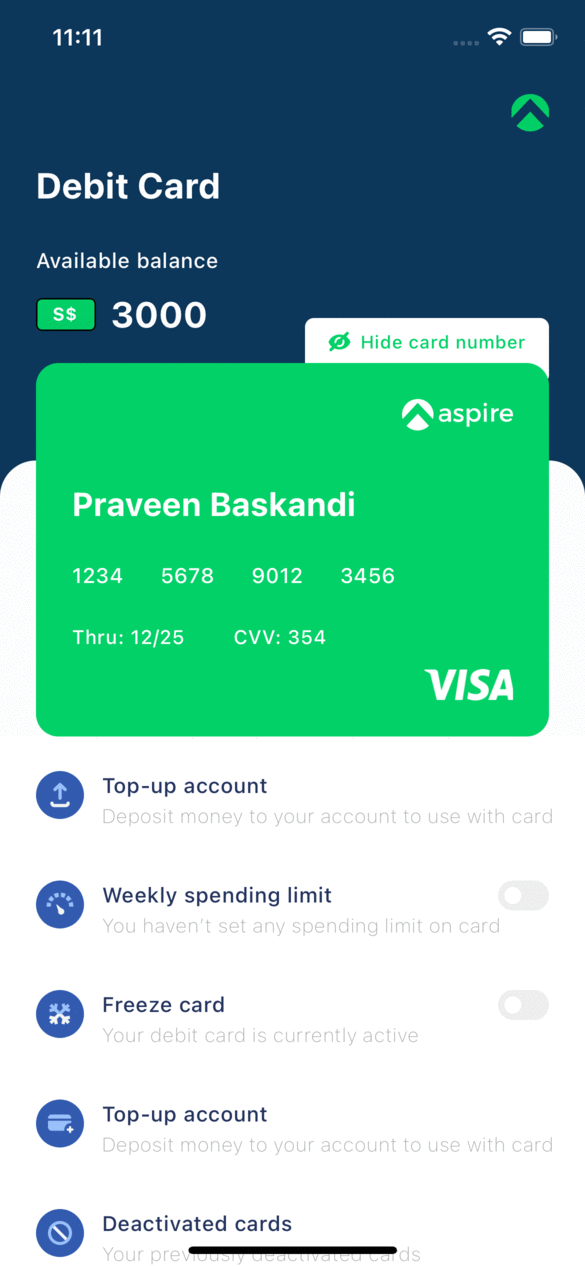 11:11
Debit Card
Available balance
S$ 3000
Hide card number
aspire
Praveen Baskandi
1234 5678 9012 3456
Thru: 12/25 CVV: 354
VISA
Top-up account
Deposit money to your account to use with card
Weekly spending limit
You haven't set any spending limit on card
Freeze card
Your debit card is currently active
Top-up account
Deposit money to your account to use with card
Deactivated cards
Your previously deactivated cards